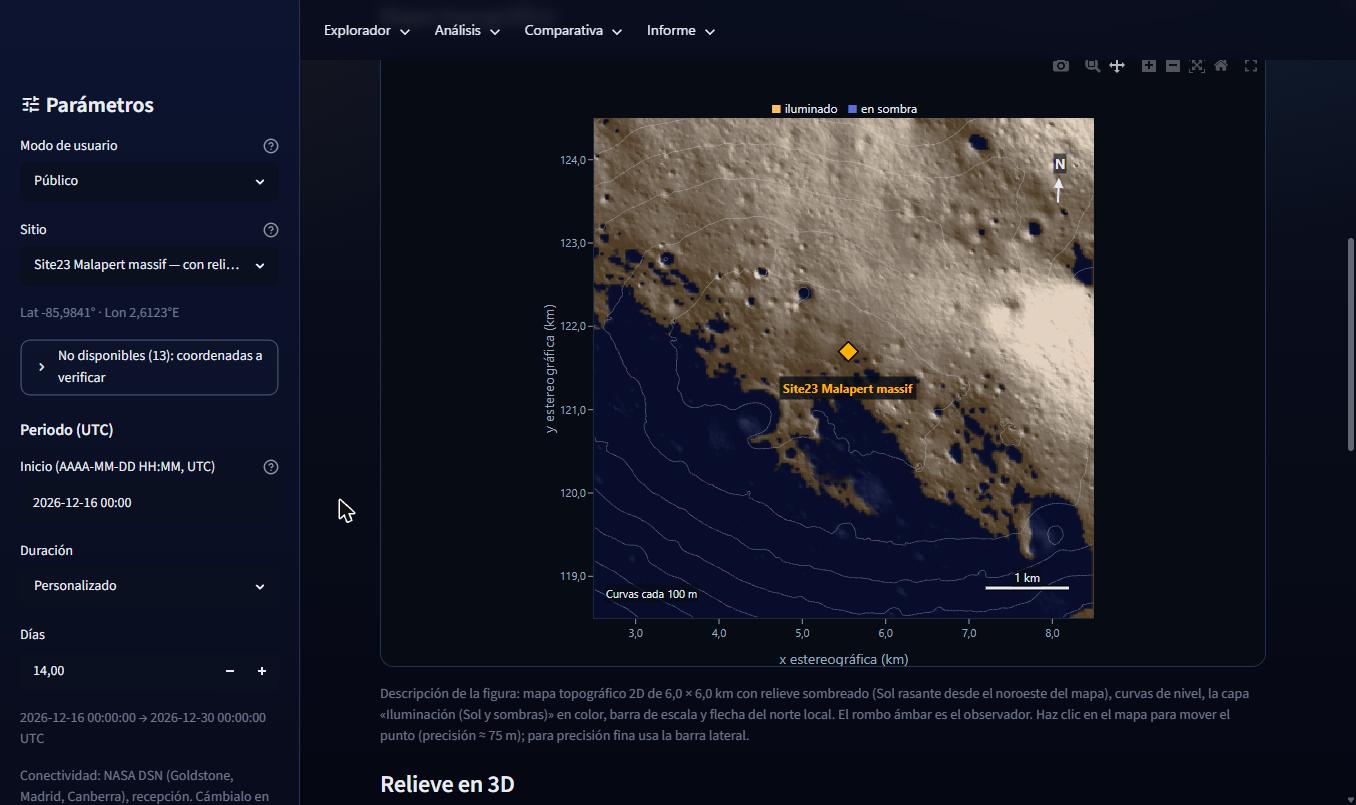 Explorador
Análisis
Comparativa
Informe
Parámetros
Modo de usuario
Público
Sitio
Site23 Malapert massif — con reli…
Lat -85,9841° · Lon 2,6123°E
No disponibles (13): coordenadas a
verificar
Periodo (UTC)
Inicio (AAAA-MM-DD HH:MM, UTC)
2026-12-16 00:00
Duración
Personalizado
Días
14,00
2026-12-16 00:00:00 → 2026-12-30 00:00:00
UTC
Conectividad: NASA DSN (Goldstone,
Madrid, Canberra), recepción. Cámbialo en
iluminado
en sombra
N
124,0
123,0
122,0
121,0
120,0
119,0
y estereográfica (km)
Site23 Malapert massif
1 km
Curvas cada 100 m
3,0
4,0
5,0
6,0
7,0
8,0
x estereográfica (km)
Descripción de la figura: mapa topográfico 2D de 6,0 × 6,0 km con relieve sombreado (Sol rasante desde el noroeste del mapa), curvas de nivel, la capa
«Iluminación (Sol y sombras)» en color, barra de escala y flecha del norte local. El rombo ámbar es el observador. Haz clic en el mapa para mover el
punto (precisión ≈ 75 m); para precisión fina usa la barra lateral.
Relieve en 3D